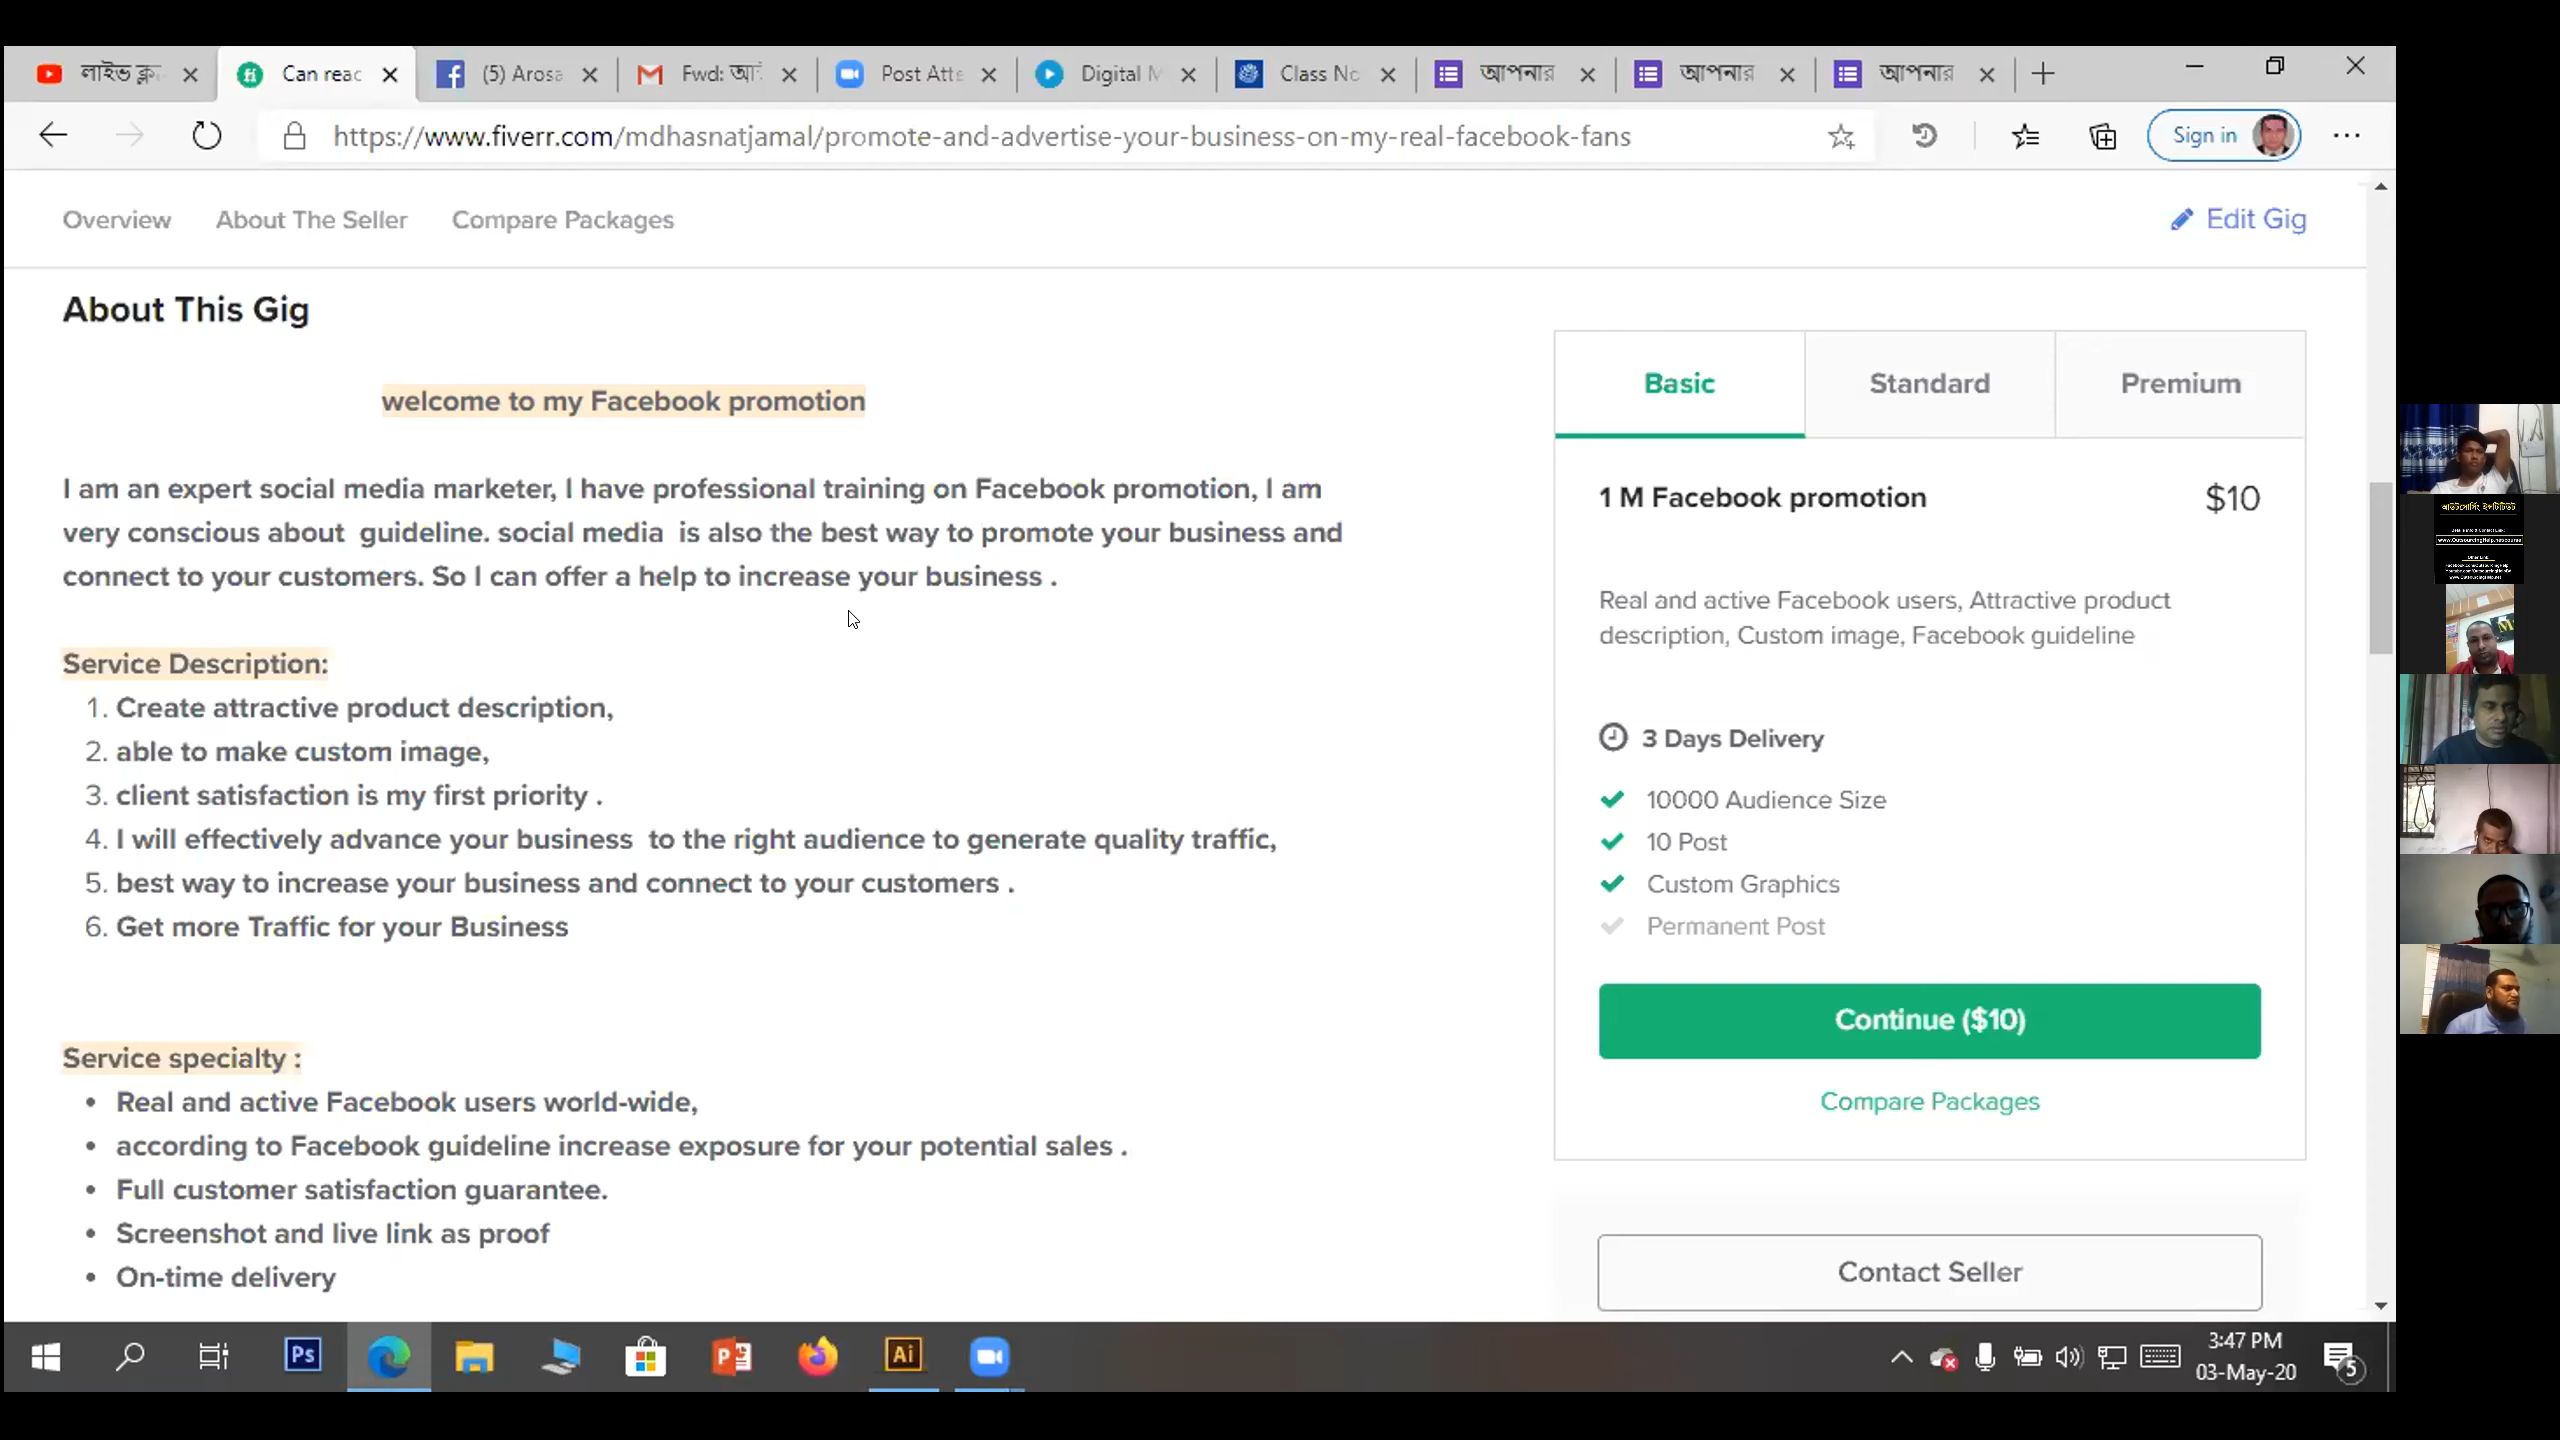 লাইভ ক্ল
Can reac
(5) Arosa
Fwd: আ
Post Atte
Digital M
Class No
আপনার
আপনার
আপনার
https://www.fiverr.com/mdhasnatjamal/promote-and-advertise-your-business-on-my-real-facebook-fans
Sign in
Overview
About The Seller
Compare Packages
Edit Gig
About This Gig
welcome to my Facebook promotion
I am an expert social media marketer, I have professional training on Facebook promotion, I am
very conscious about  guideline. social media  is also the best way to promote your business and
connect to your customers. So I can offer a help to increase your business .
Service Description:
1. Create attractive product description,
2. able to make custom image,
3. client satisfaction is my first priority .
4. I will effectively advance your business  to the right audience to generate quality traffic,
5. best way to increase your business and connect to your customers .
6. Get more Traffic for your Business
Service specialty :
• Real and active Facebook users world-wide,
• according to Facebook guideline increase exposure for your potential sales .
• Full customer satisfaction guarantee.
• Screenshot and live link as proof
• On-time delivery
Basic
Standard
Premium
1 M Facebook promotion
$10
Real and active Facebook users, Attractive product
description, Custom image, Facebook guideline
3 Days Delivery
10000 Audience Size
10 Post
Custom Graphics
Permanent Post
Continue ($10)
Compare Packages
Contact Seller
আউটসোর্সিং ইন্সটিটিউট
Ps
Ai
3:47 PM
03-May-20
5